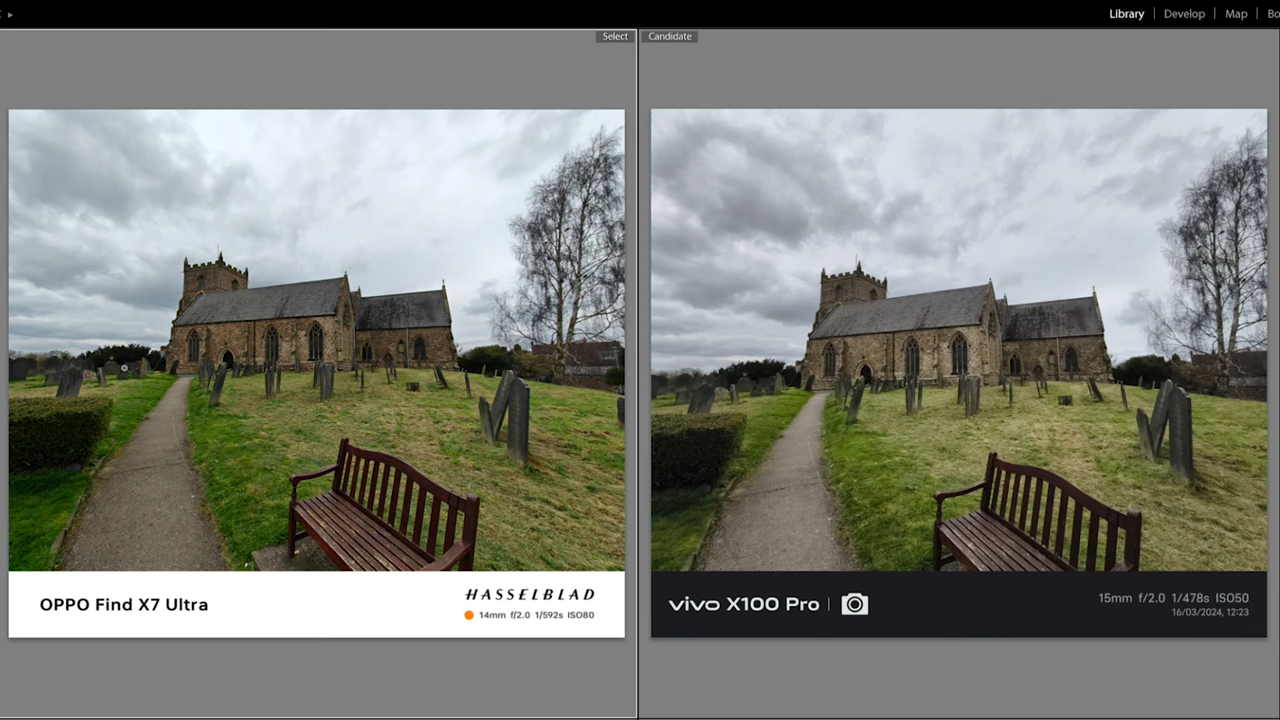 Library | Develop | Map |
Select
Candidate
OPPO Find X7 Ultra
HASSELBLAD
14mm f/2.0 1/592s ISO80
vivo X100 Pro
15mm f/2.0 1/478s ISO50
16/03/2024, 12:23